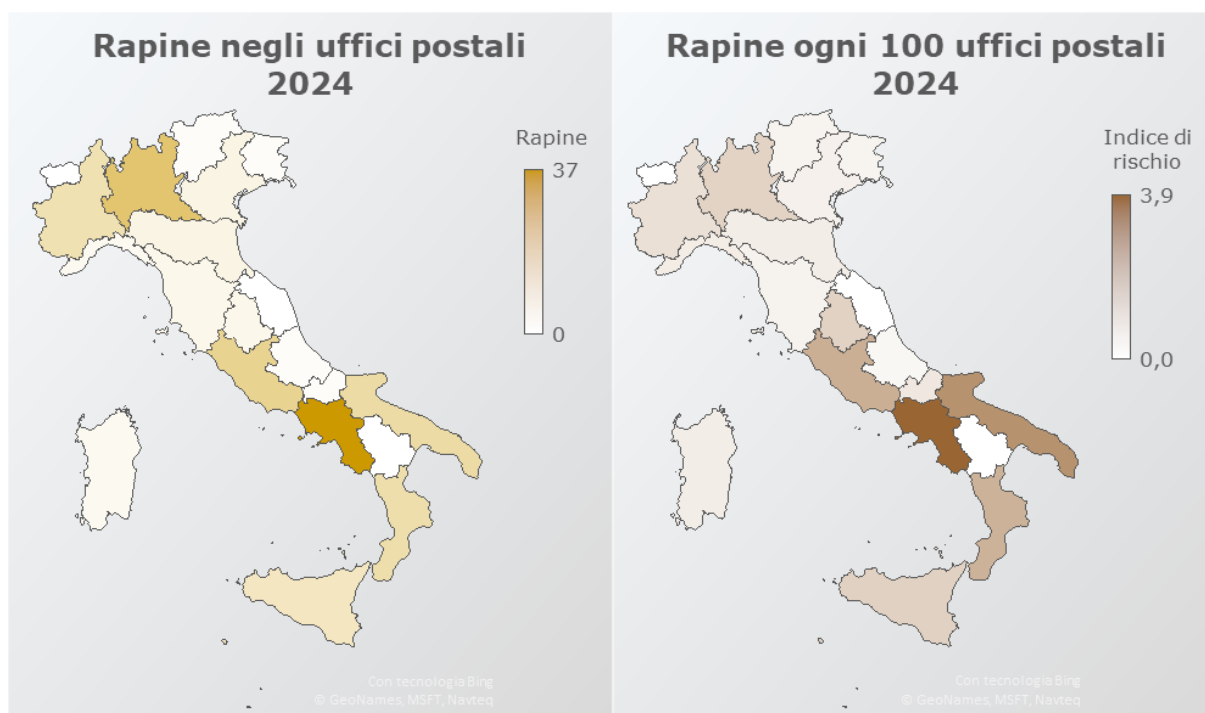 Rapine negli uffici postali
2024
Rapine
37
0
Con tecnologia Bing
© GeoNames, MSFT, Navteq
Rapine ogni 100 uffici postali
2024
Indice di
rischio
3,9
0,0
Con tecnologia Bing
© GeoNames, MSFT, Navteq